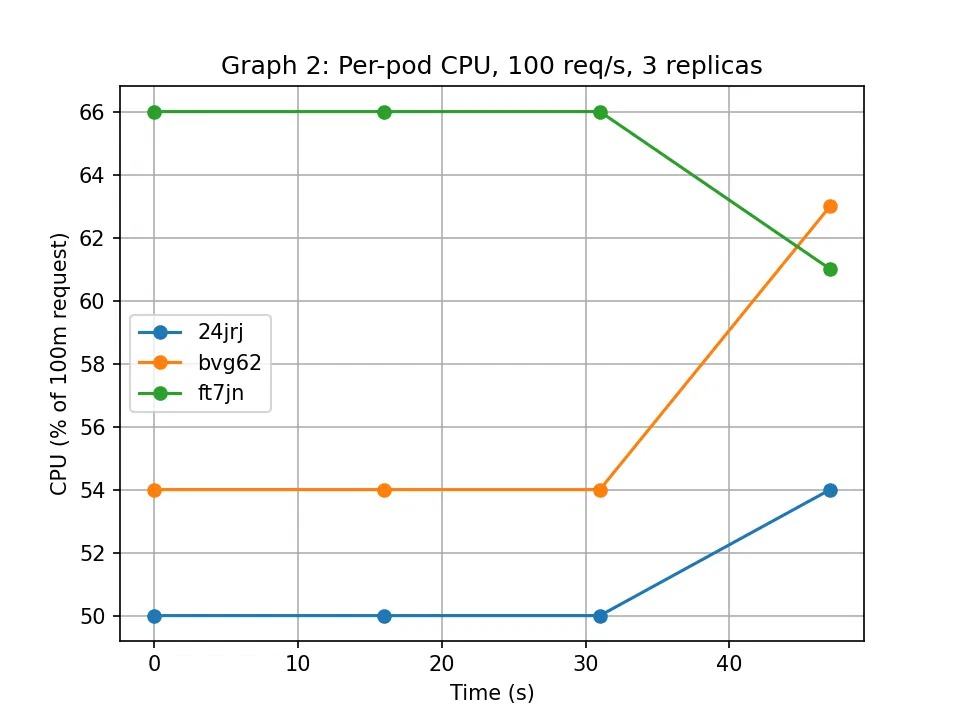 Graph 2: Per-pod CPU, 100 req/s, 3 replicas
CPU (% of 100m request)
66
64
62
60
58
56
54
52
50
24jrj
bvg62
ft7jn
0 10 20 30 40
Time (s)